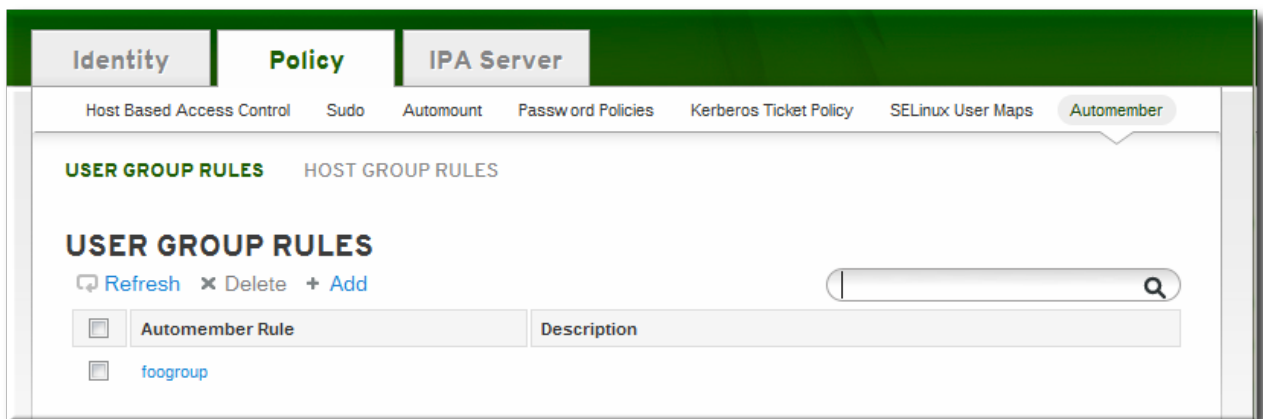 Identity Policy IPA Server
Host Based Access Control Sudo Automount Password Policies Kerberos Ticket Policy SELinux User Maps Automember
USER GROUP RULES HOST GROUP RULES
USER GROUP RULES
Refresh Delete Add
Automember Rule Description
foogroup